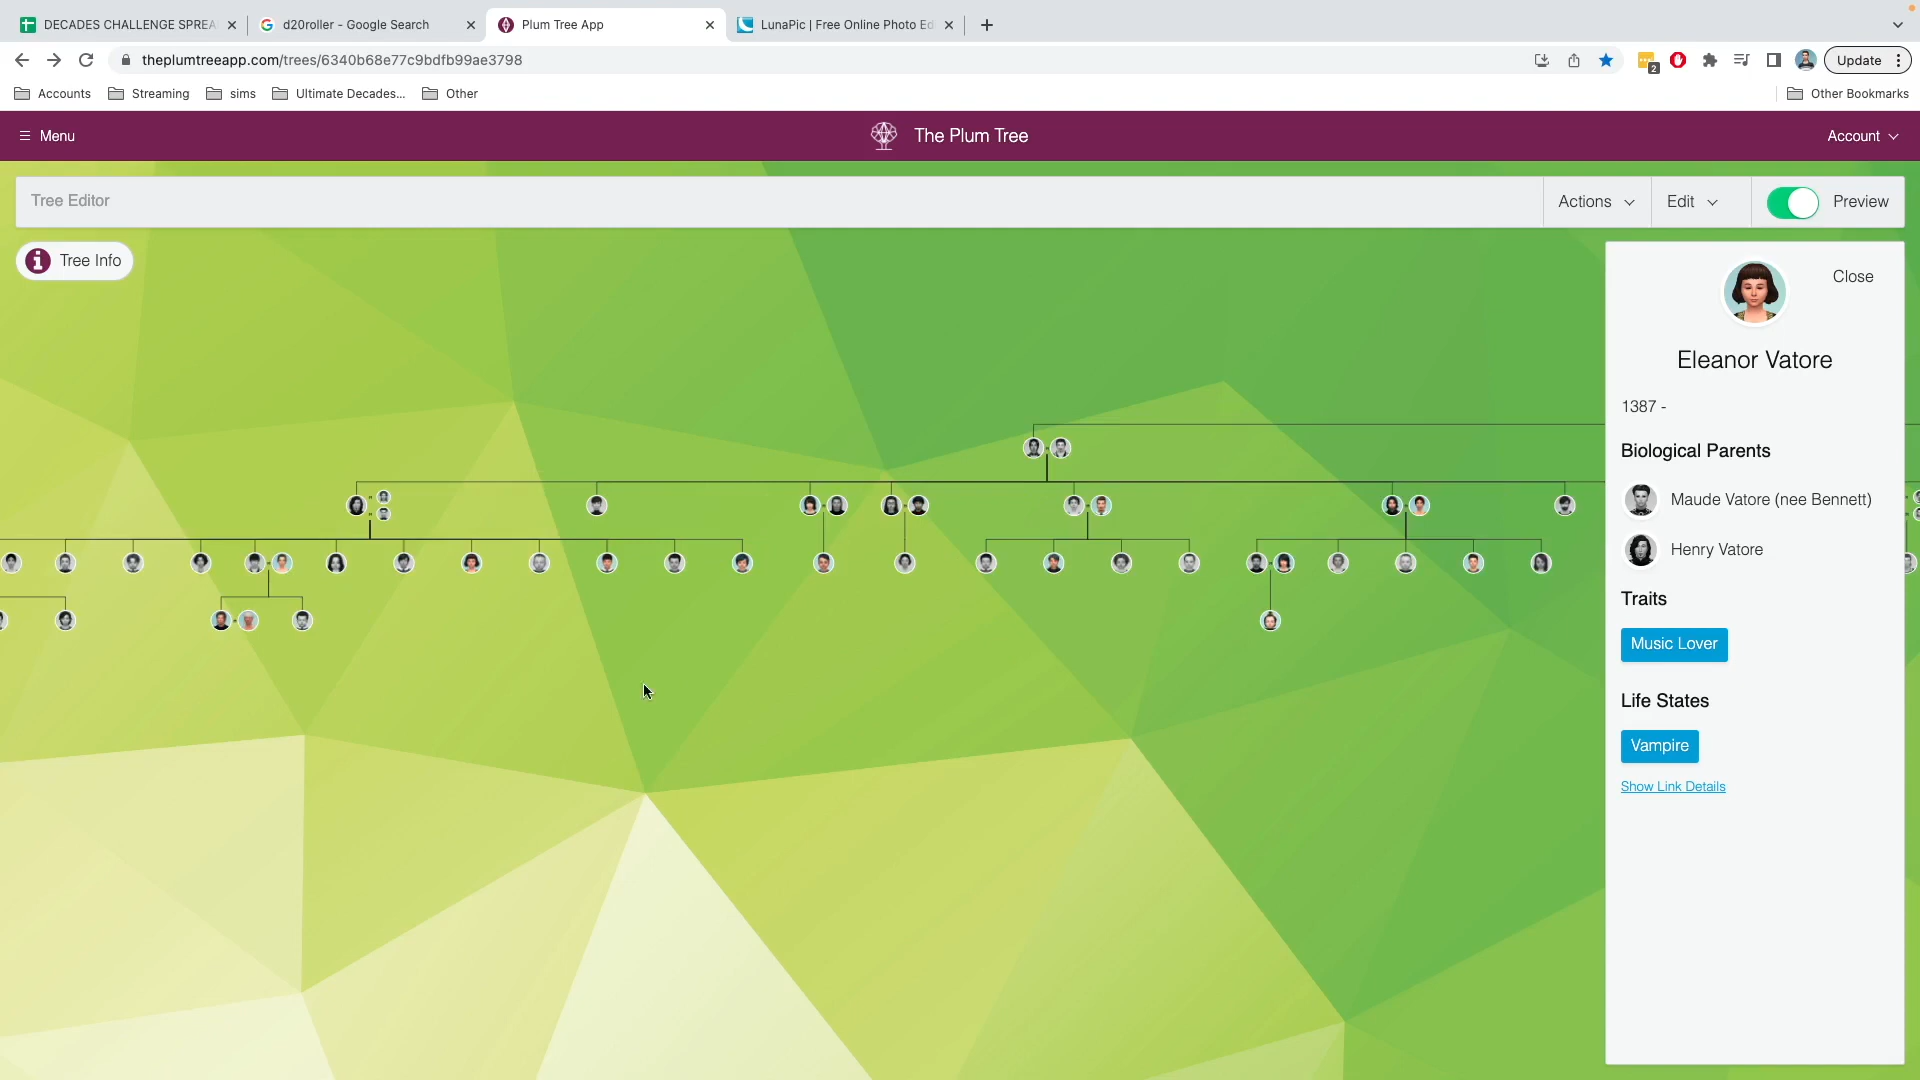 DECADES CHALLENGE SPREA
d20roller - Google Search
Plum Tree App
LunaPic | Free Online Photo Ed
theplumtreeapp.com/trees/6340b68e77c9bdfb99ae3798
2
Update
Accounts
Streaming
sims
Ultimate Decades...
Other
Other Bookmarks
Menu
The Plum Tree
Account
Tree Editor
Actions
Edit
Preview
Tree Info
Close
Eleanor Vatore
1387 -
Biological Parents
Maude Vatore (nee Bennett)
Henry Vatore
Traits
Music Lover
Life States
Vampire
Show Link Details